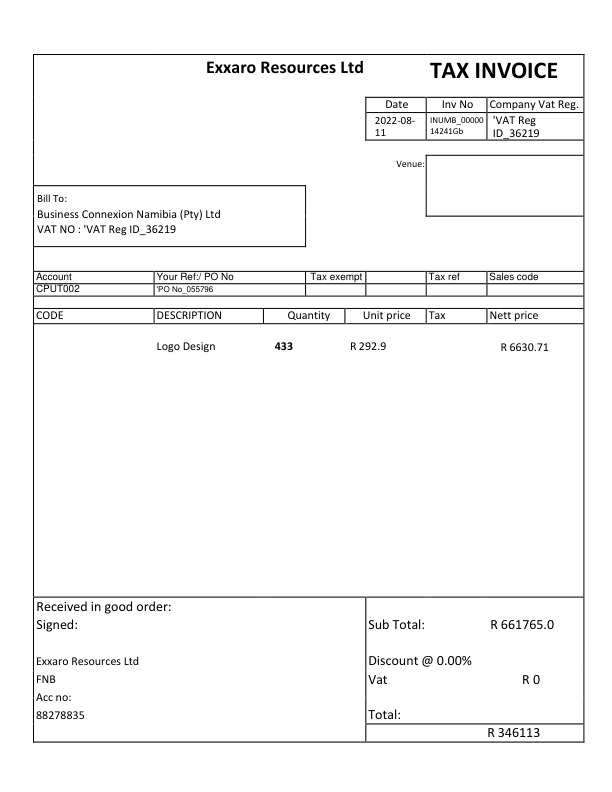 Exxaro Resources Ltd TAX INVOICE
Date Inv No Company Vat Reg.
2022-08-11 INUMB_0000014241Gb 'VAT Reg ID_36219
Venue:
Bill To:
Business Connexion Namibia (Pty) Ltd
VAT NO : 'VAT Reg ID_36219
Account Your Ref:/ PO No Tax exempt Tax ref Sales code
CPUT002 'PO No_055796
CODE DESCRIPTION Quantity Unit price Tax Nett price
Logo Design 433 R 292.9 R 6630.71
Received in good order:
Signed: Sub Total: R 661765.0
Exxaro Resources Ltd Discount @ 0.00%
FNB Vat R 0
Acc no:
88278835 Total:
R 346113